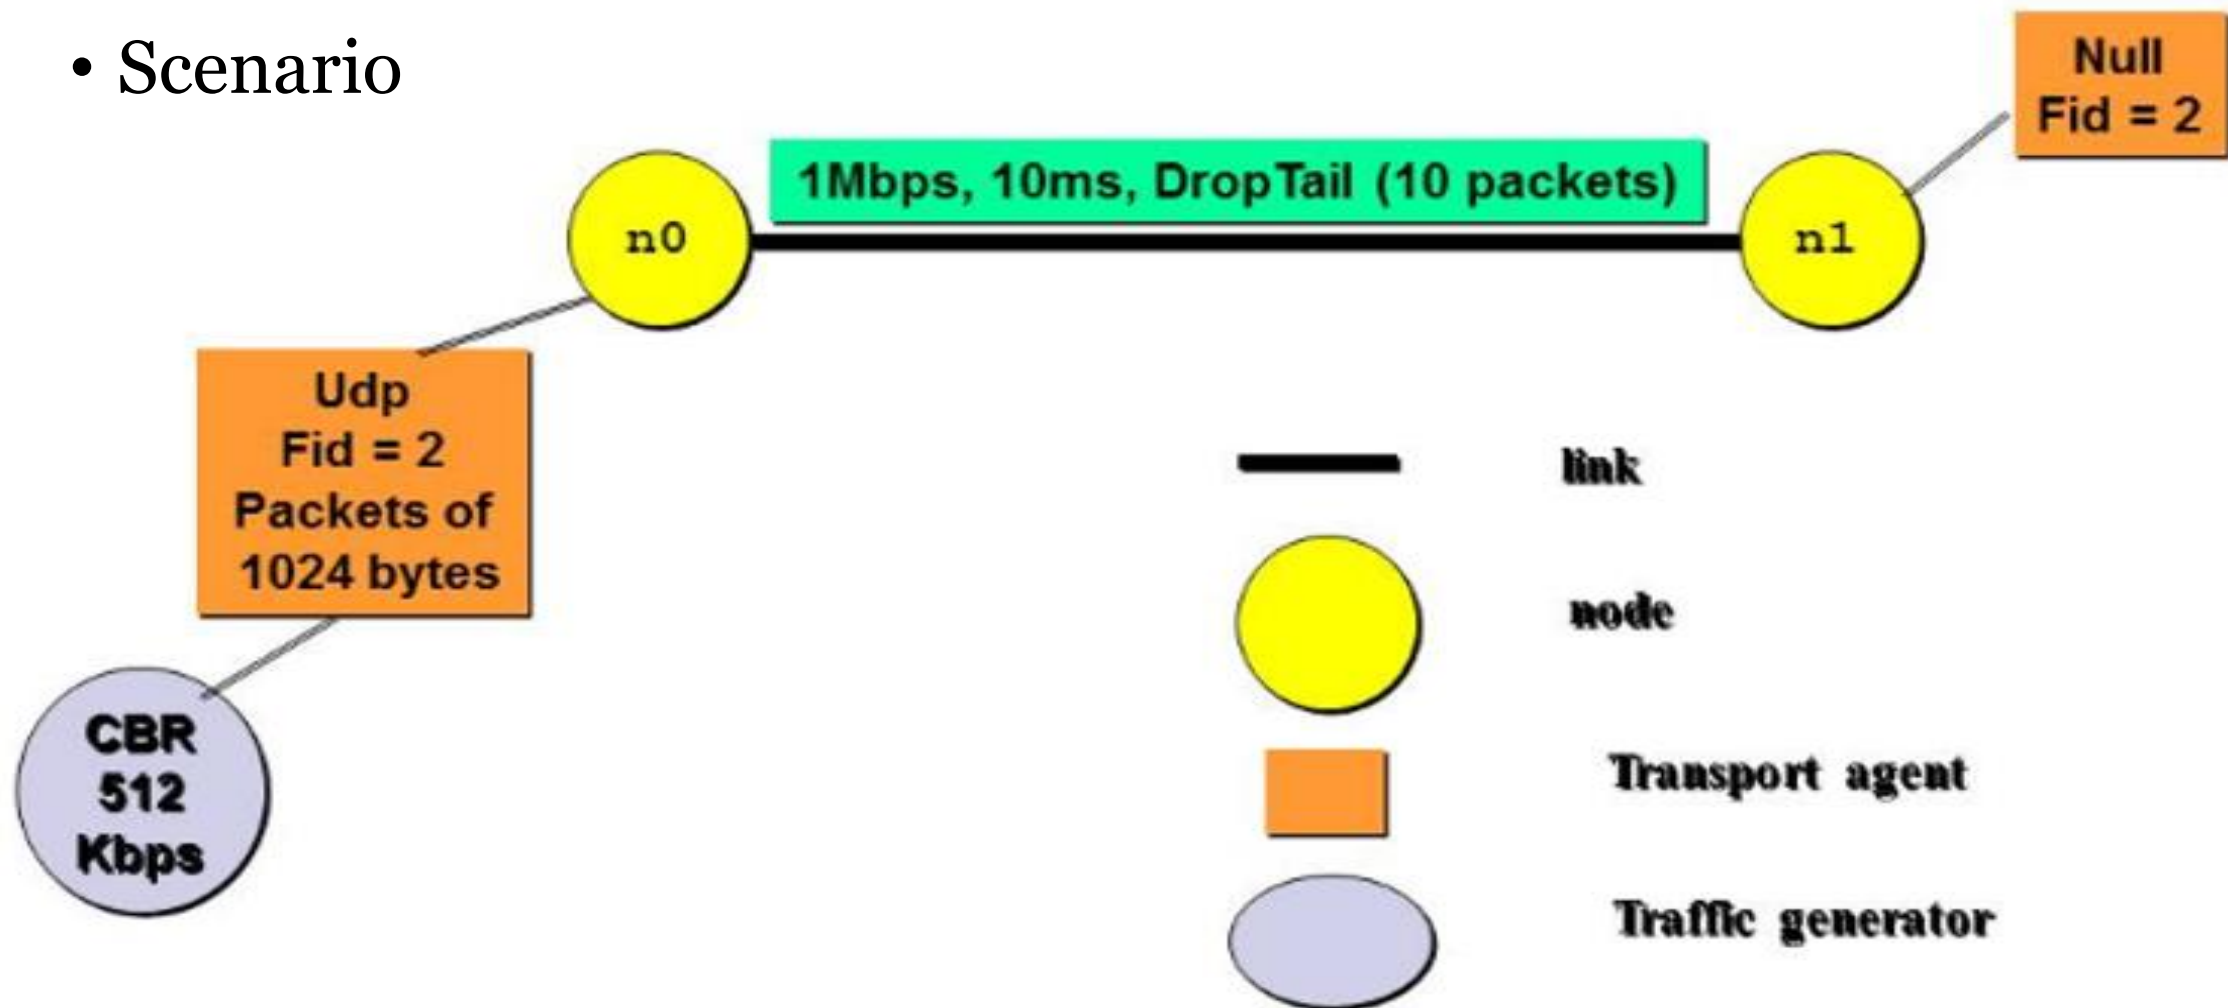 • Scenario
Null
Fid = 2
1Mbps, 10ms, DropTail (10 packets)
n0
n1
Udp
Fid = 2
Packets of
1024 bytes
CBR
512
Kbps
link
node
Transport agent
Traffic generator